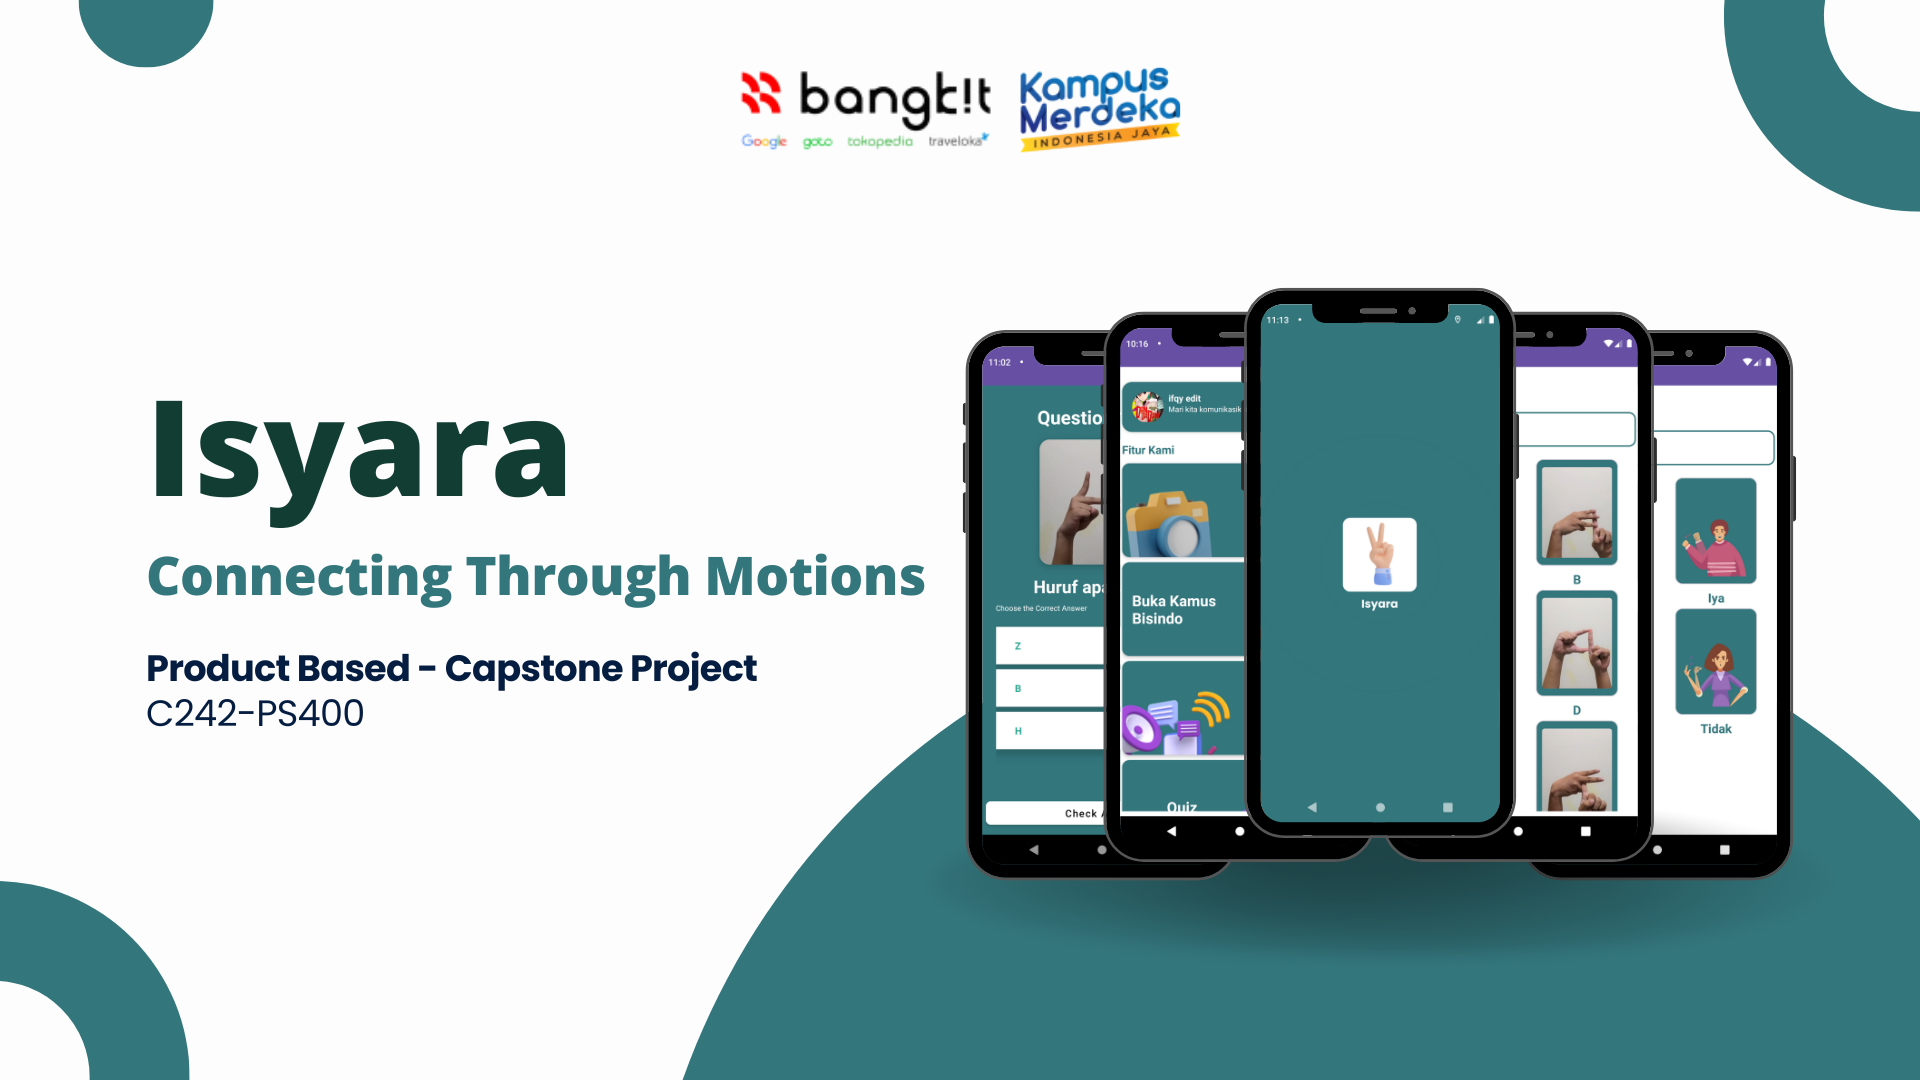 bangk!t
Google goto tokopedia traveloka
Kampus
Merdeka
INDONESIA JAYA
Isyara
Connecting Through Motions
Product Based - Capstone Project
C242-PS400
11:02
Questio
Huruf apa
Choose the Correct Answer
Z
B
H
Check
10:16
ifqy edit
Mari kita komunikasik
Fitur Kami
Buka Kamus
Bisindo
Quiz
11:13
Isyara
B
D
Iya
Tidak